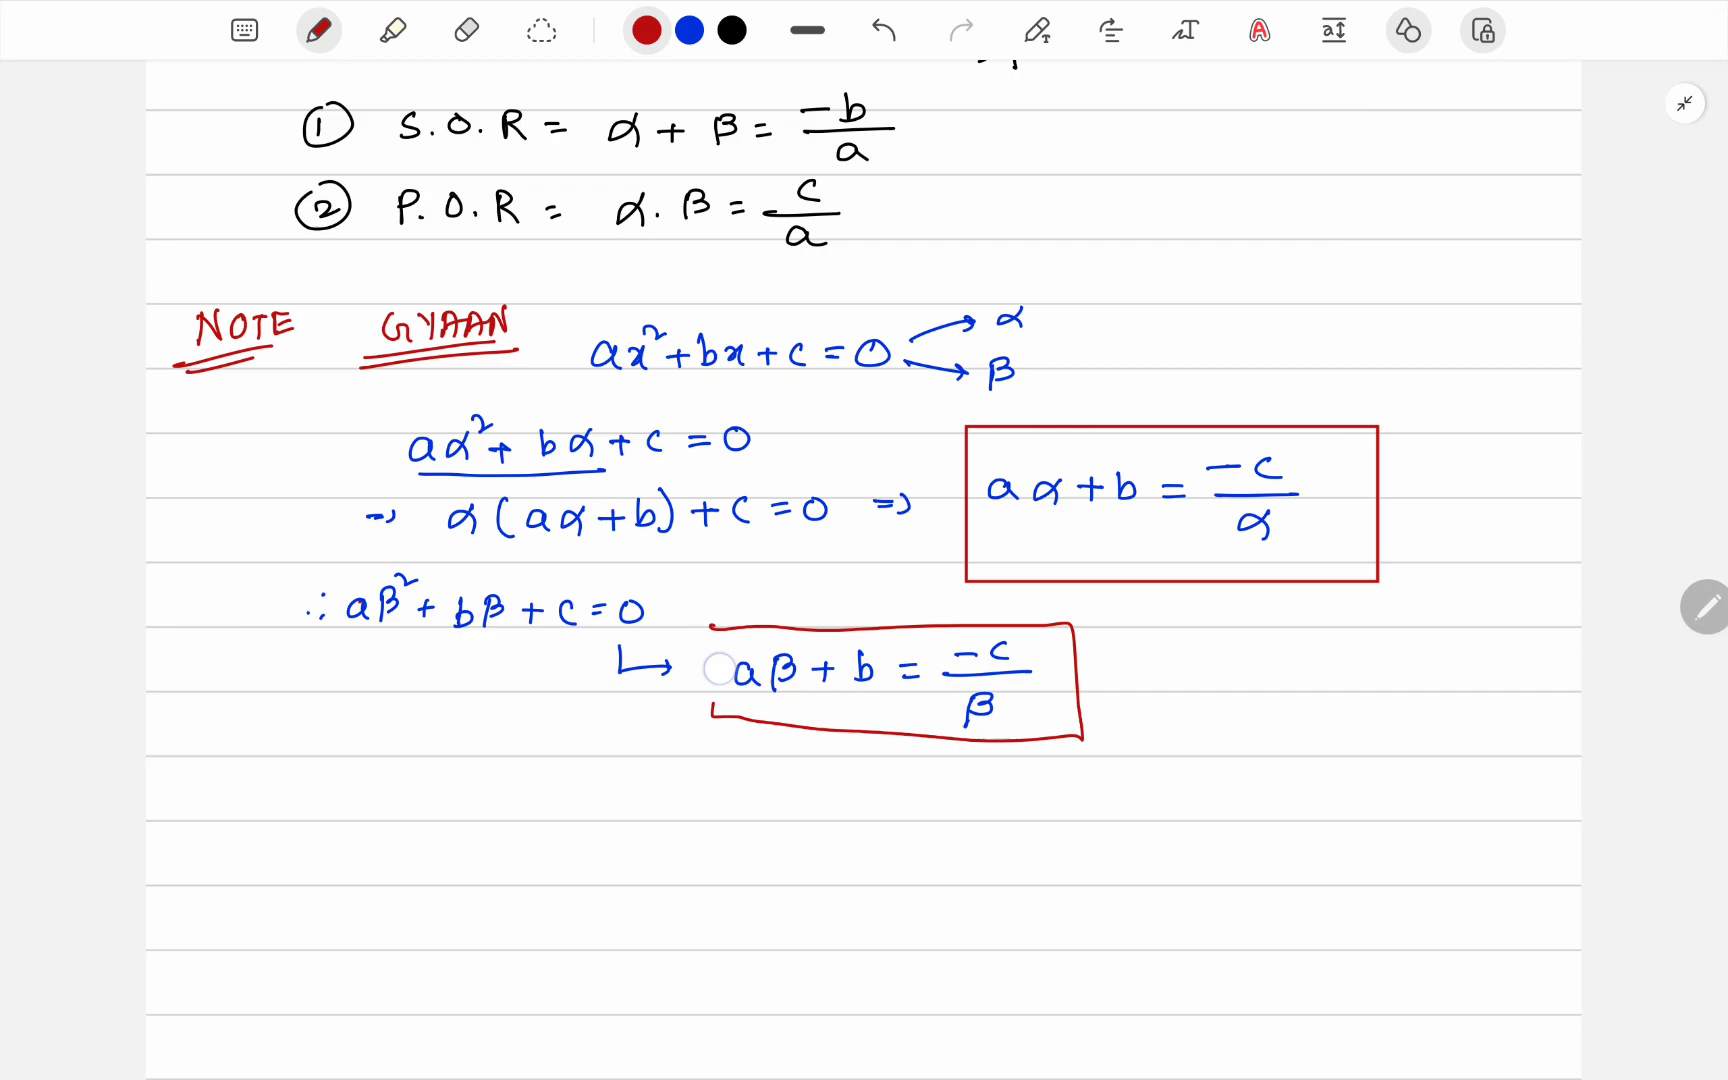 ① S.O.R = α + β = -b/a
② P.O.R = α . β = c/a
NOTE GYAAN ax² + bx + c = 0 → α → β
aα² + bα + c = 0
⇒ α(aα + b) + c = 0 ⇒ aα + b = -c/α
∴ aβ² + bβ + c = 0
↳ aβ + b = -c/β